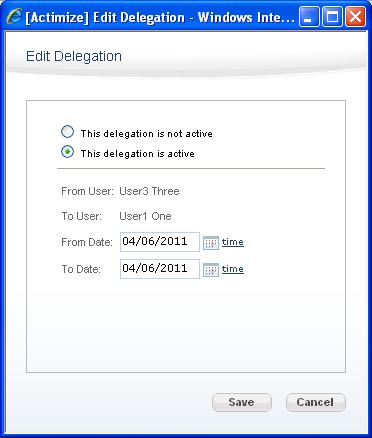 [Actimize] Edit Delegation - Windows Inte...
Edit Delegation
This delegation is not active
This delegation is active
From User: User3 Three
To User: User1 One
From Date: 04/06/2011 time
To Date: 04/06/2011 time
Save Cancel